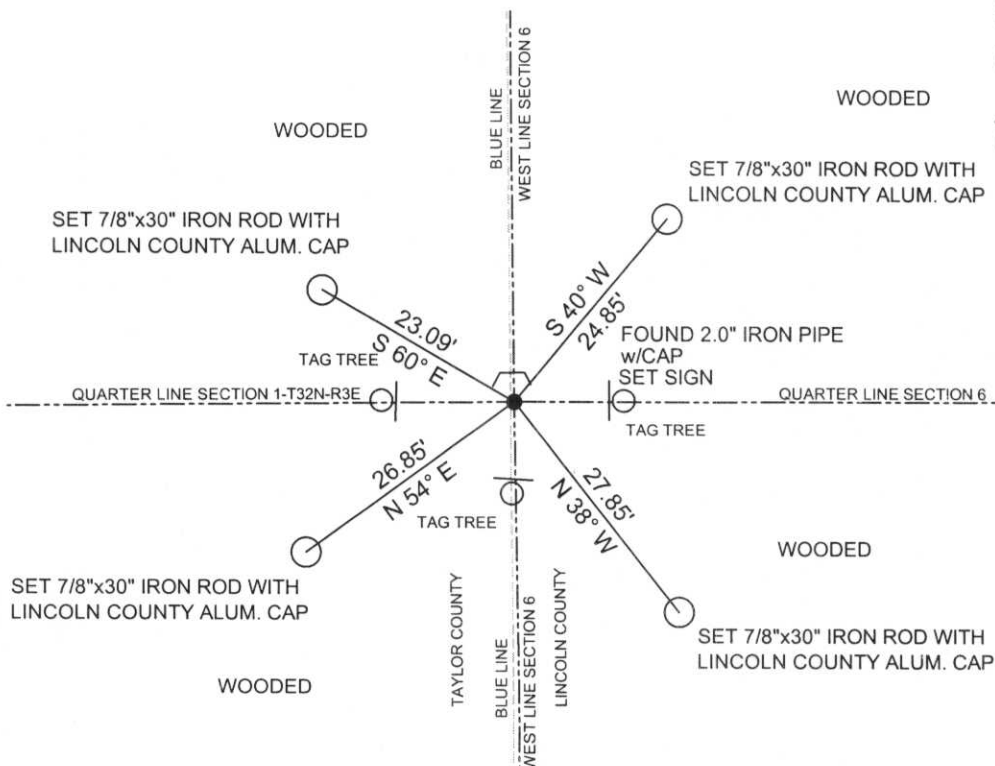 WOODED
WOODED
BLUE LINE
WEST LINE SECTION 6
SET 7/8"x30" IRON ROD WITH
LINCOLN COUNTY ALUM. CAP
SET 7/8"x30" IRON ROD WITH
LINCOLN COUNTY ALUM. CAP
23.09'
S 60° E
S 40° W
24.85'
FOUND 2.0" IRON PIPE
w/CAP
SET SIGN
TAG TREE
QUARTER LINE SECTION 1-T32N-R3E
QUARTER LINE SECTION 6
TAG TREE
26.85'
N 54° E
27.85'
N 38° W
TAG TREE
WOODED
SET 7/8"x30" IRON ROD WITH
LINCOLN COUNTY ALUM. CAP
TAYLOR COUNTY
BLUE LINE
WEST LINE SECTION 6
LINCOLN COUNTY
SET 7/8"x30" IRON ROD WITH
LINCOLN COUNTY ALUM. CAP
WOODED